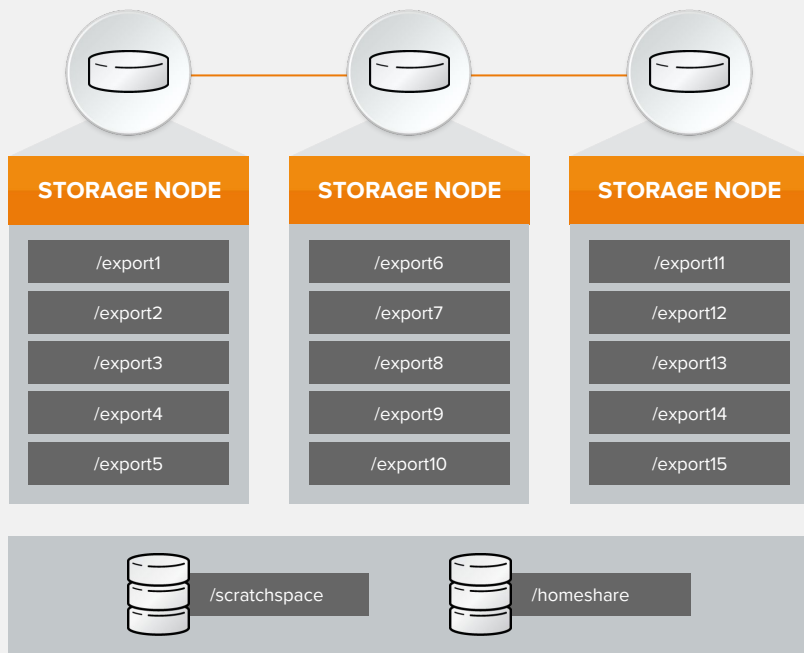 STORAGE NODE
/export1
/export2
/export3
/export4
/export5
STORAGE NODE
/export6
/export7
/export8
/export9
/export10
STORAGE NODE
/export11
/export12
/export13
/export14
/export15
/scratchspace
/homeshare